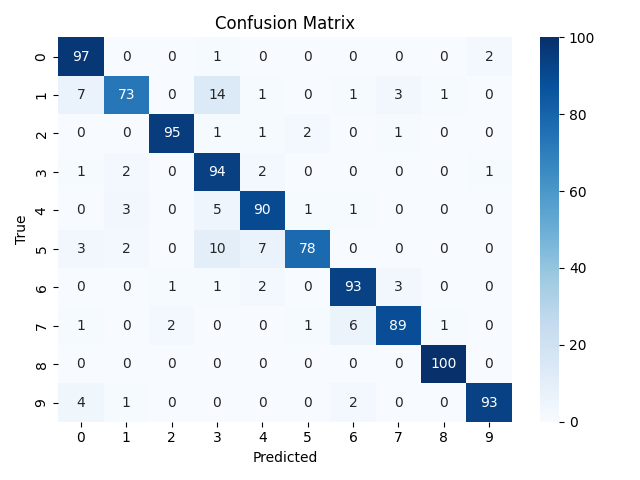 Confusion Matrix
0 97 0 0 1 0 0 0 0 0 2
1 7 73 0 14 1 0 1 3 1 0
2 0 0 95 1 1 2 0 1 0 0
3 1 2 0 94 2 0 0 0 0 1
4 0 3 0 5 90 1 1 0 0 0
5 3 2 0 10 7 78 0 0 0 0
6 0 0 1 1 2 0 93 3 0 0
7 1 0 2 0 0 1 6 89 1 0
8 0 0 0 0 0 0 0 0 100 0
9 4 1 0 0 0 0 2 0 0 93
0 1 2 3 4 5 6 7 8 9
Predicted
True
100
80
60
40
20
0